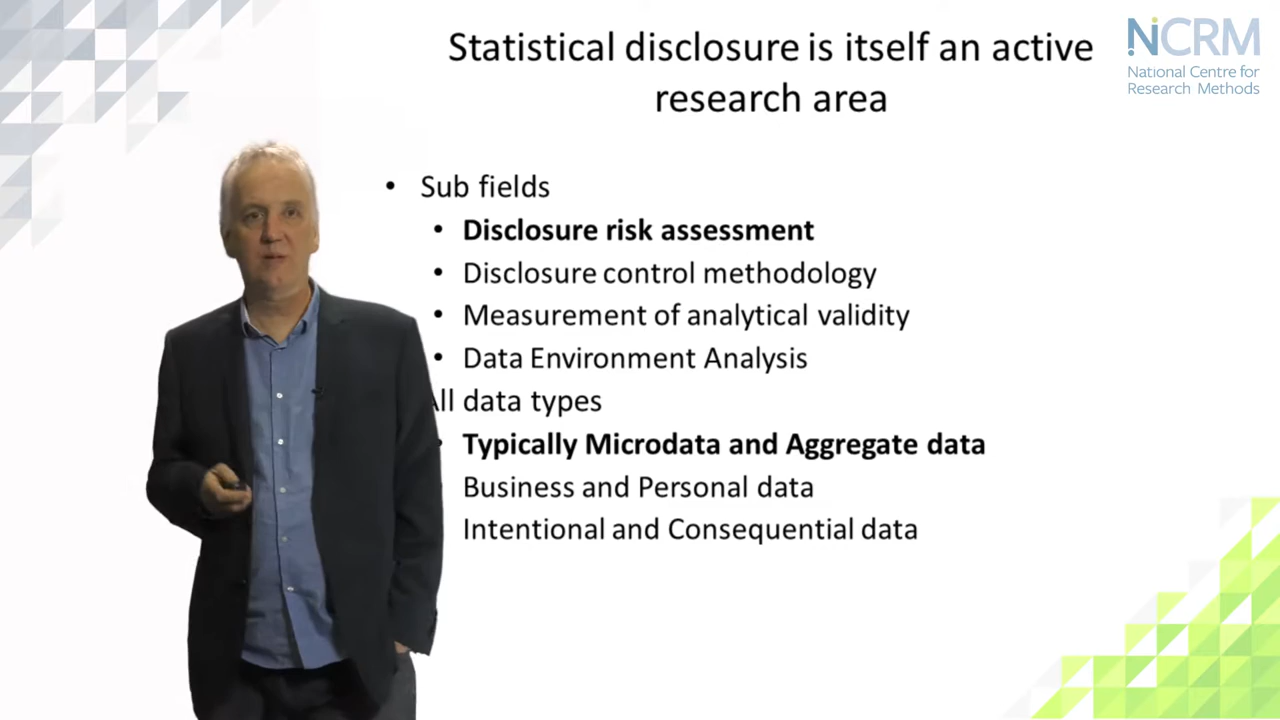 Statistical disclosure is itself an active
research area
NCRM
National Centre for
Research Methods
• Sub fields
• Disclosure risk assessment
• Disclosure control methodology
• Measurement of analytical validity
• Data Environment Analysis
All data types
• Typically Microdata and Aggregate data
Business and Personal data
Intentional and Consequential data